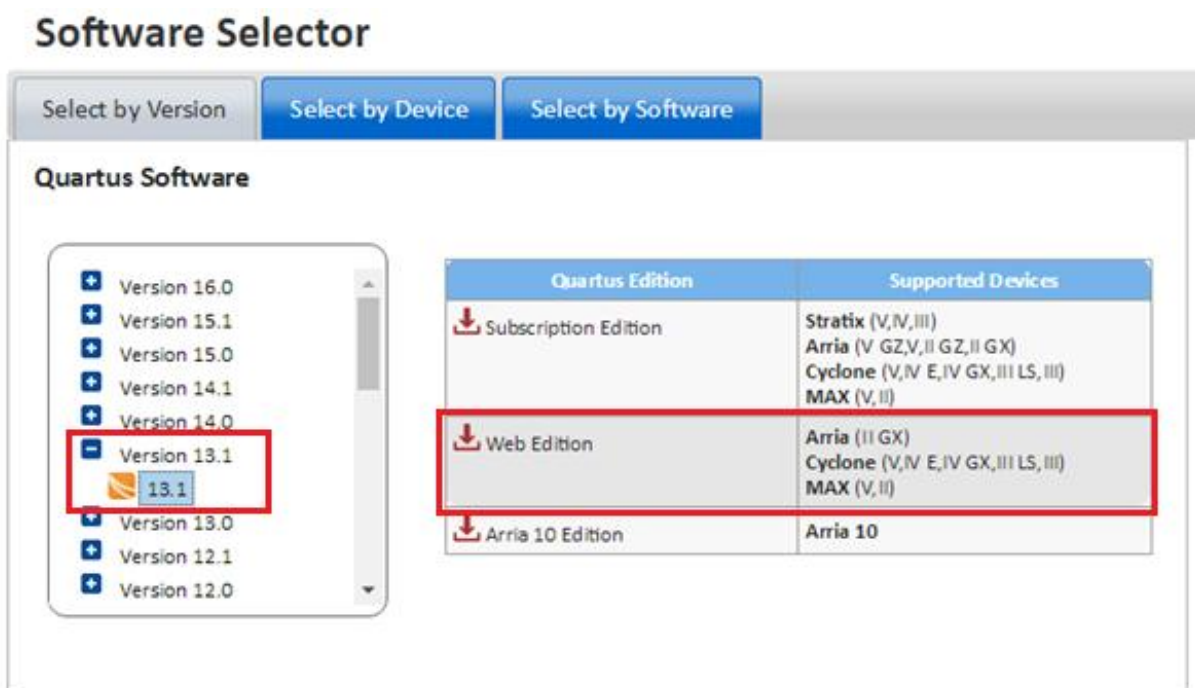 Software Selector
Select by Version
Select by Device
Select by Software
Quartus Software
Version 16.0
Version 15.1
Version 15.0
Version 14.1
Version 14.0
Version 13.1
13.1
Version 13.0
Version 12.1
Version 12.0
Quartus Edition
Supported Devices
Subscription Edition
Stratix (V,IV,III)
Arria (V GZ,V,II GZ,II GX)
Cyclone (V,IV E,IV GX,III LS,III)
MAX (V,II)
Web Edition
Arria (II GX)
Cyclone (V,IV E,IV GX,III LS,III)
MAX (V,II)
Arria 10 Edition
Arria 10